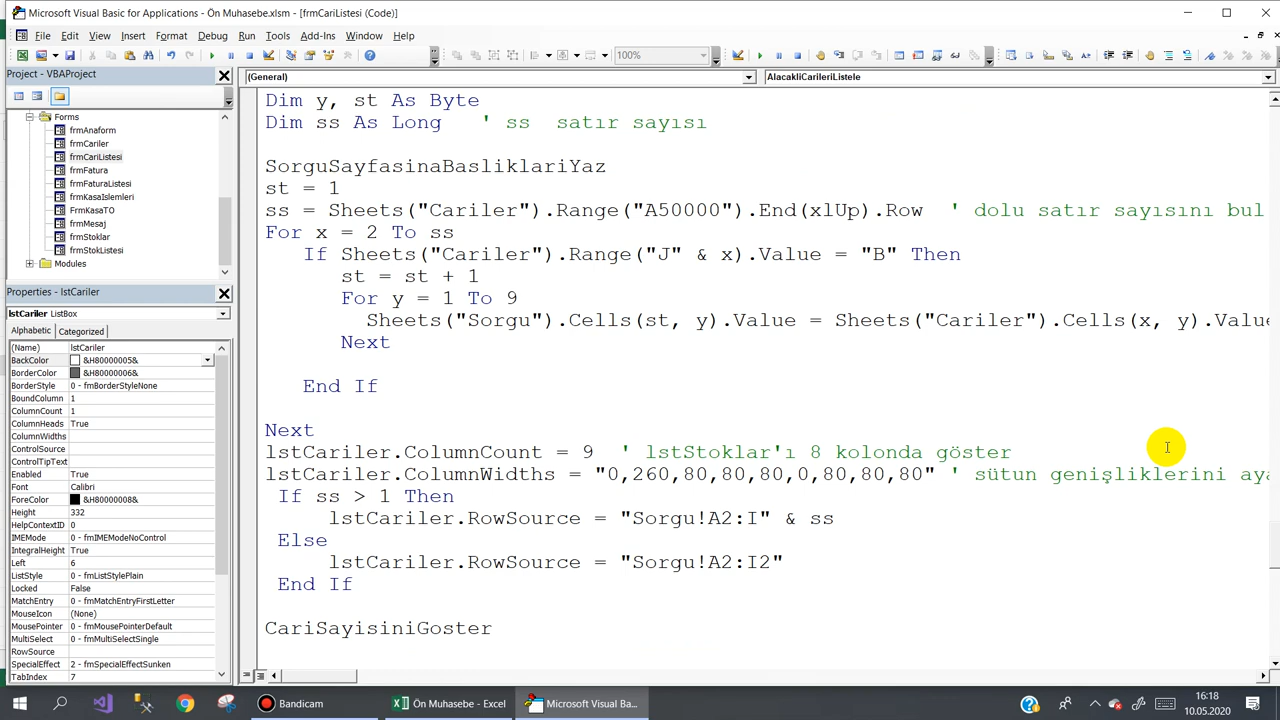 Microsoft Visual Basic for Applications - Ön Muhasebe.xlsm - [frmCariListesi (Code)]
File Edit View Insert Format Debug Run Tools Add-Ins Window Help
100%
Project - VBAProject
Forms
frmAnaform
frmCariler
frmCariListesi
frmFatura
frmFaturaListesi
frmKasaIslemleri
FrmKasaTO
frmMesaj
frmStoklar
frmStokListesi
Modules
Properties - lstCariler
lstCariler ListBox
Alphabetic Categorized
(Name) lstCariler
BackColor &H80000005&
BorderColor &H80000006&
BorderStyle 0 - fmBorderStyleNone
BoundColumn 1
ColumnCount 1
ColumnHeads True
ColumnWidths
ControlSource
ControlTipText
Enabled True
Font Calibri
ForeColor &H80000008&
Height 332
HelpContextID 0
IMEMode 0 - fmIMEModeNoControl
IntegralHeight True
Left 6
ListStyle 0 - fmListStylePlain
Locked False
MatchEntry 0 - fmMatchEntryFirstLetter
MouseIcon (None)
MousePointer 0 - fmMousePointerDefault
MultiSelect 0 - fmMultiSelectSingle
RowSource
SpecialEffect 2 - fmSpecialEffectSunken
TabIndex 7
(General) AlacakliCarileriListele
Dim y, st As Byte
Dim ss As Long ' ss satır sayısı
SorguSayfasinaBasliklariYaz
st = 1
ss = Sheets("Cariler").Range("A50000").End(xlUp).Row ' dolu satır sayısını bul
For x = 2 To ss
If Sheets("Cariler").Range("J" & x).Value = "B" Then
st = st + 1
For y = 1 To 9
Sheets("Sorgu").Cells(st, y).Value = Sheets("Cariler").Cells(x, y).Value
Next
End If
Next
lstCariler.ColumnCount = 9 ' lstStoklar'ı 8 kolonda göster
lstCariler.ColumnWidths = "0,260,80,80,80,0,80,80,80" ' sütun genişliklerini aya
If ss > 1 Then
lstCariler.RowSource = "Sorgu!A2:I" & ss
Else
lstCariler.RowSource = "Sorgu!A2:I2"
End If
CariSayisiniGoster
Bandicam
Ön Muhasebe - Excel
Microsoft Visual Ba...
16:18
10.05.2020